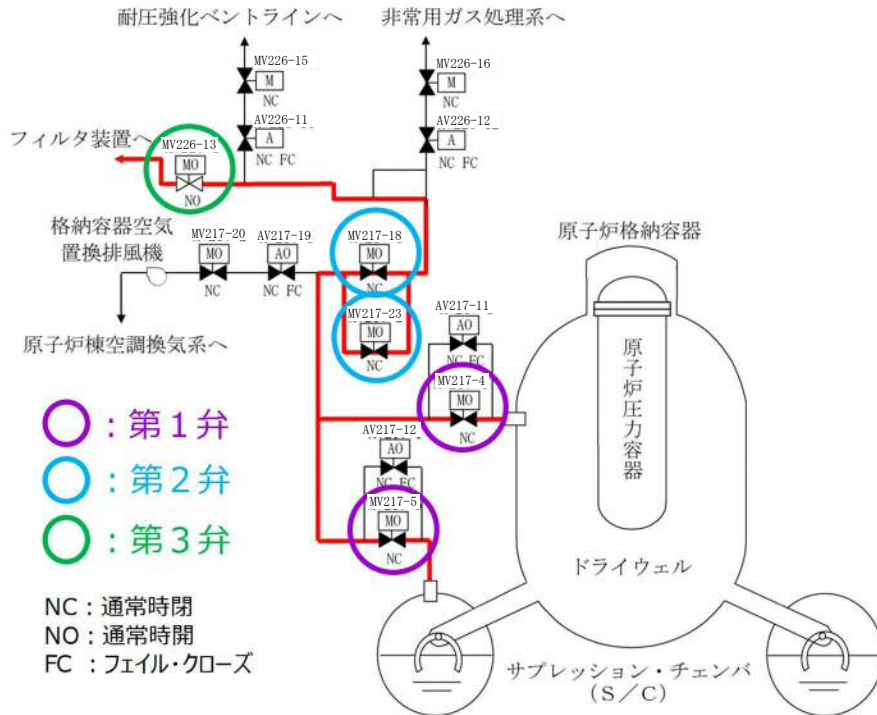 耐圧強化ベントラインへ
非常用ガス処理系へ
MV226-15
M
NC
MV226-16
M
NC
AV226-11
A
NC FC
AV226-12
A
NC FC
フィルタ装置へ
MV226-13
MO
NO
格納容器空気
置換排風機
MV217-20
MO
NC
AV217-19
AO
NC FC
MV217-18
MO
NC
原子炉格納容器
原子炉圧力容器
MV217-23
MO
NC
AV217-11
AO
NC FC
原子炉棟空調換気系へ
MV217-4
MO
NC
AV217-12
AO
NC FC
MV217-5
MO
NC
:第1弁
:第2弁
:第3弁
ドライウェル
NC:通常時閉
NO:通常時開
FC:フェイル・クローズ
サプレッション・チェンバ
(S/C)